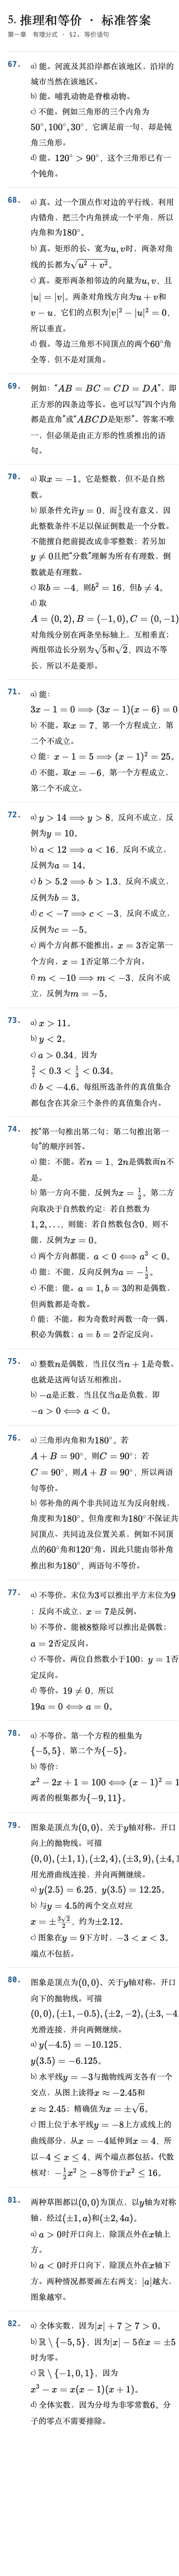 5. 推理和等价 · 标准答案
第一章 有理分式 · §2. 等价语句
67. a) 能。河流及其沿岸都在该地区，沿岸的
城市当然在该地区。
b) 能。哺乳动物是脊椎动物。
c) 不能。例如三角形的三个内角为
50°, 100°, 30°，它满足前一句，却是钝
角三角形。
d) 能。120° > 90°，这个三角形已有一
个钝角。
68. a) 真。过一个顶点作对边的平行线，利用
内错角，把三个内角拼成一个平角，所以
内角和为180°。
b) 真。矩形的长、宽为u, v时，两条对角
线的长都为√(u² + v²)。
c) 真。菱形两条相邻边的向量为u, v，且
|u| = |v|。两条对角线方向为u + v和
v − u，它们的点积为|v|² − |u|² = 0，
所以垂直。
d) 假。等边三角形不同顶点的两个60°角
全等，但不是对顶角。
69. 例如：“AB = BC = CD = DA”，即
正方形的四条边等长。也可以写“四个内角
都是直角”或“ABCD是矩形”。答案不唯
一，但必须是由正方形的性质推出的语
句。
70. a) 取x = −1。它是整数，但不是自然
数。
b) 原条件允许y = 0，而1/0没有意义，因
此整数条件不足以保证倒数是一个分数。
不能擅自把前提改成非零整数；若另加
y ≠ 0且把“分数”理解为所有有理数，倒
数就是有理数。
c) 取b = −4，则b² = 16，但b ≠ 4。
d) 取
A = (0, 2), B = (−1, 0), C = (0, −1)
对角线分别在两条坐标轴上，互相垂直；
两组邻边长分别为√5和√2，四边不等
长，所以不是菱形。
71. a) 能：
3x − 1 = 0 ⟹ (3x − 1)(x − 6) = 0
b) 不能。取x = 7，第一个方程成立，第
二个不成立。
c) 能：x − 1 = 5 ⟹ (x − 1)² = 25。
d) 不能。取x = −6，第一个方程成立，
第二个不成立。
72. a) y > 14 ⟹ y > 8，反向不成立，反
例为y = 10。
b) a < 12 ⟹ a < 16，反向不成立，
反例为a = 14。
c) b > 5.2 ⟹ b > 1.3，反向不成立，
反例为b = 3。
d) c < −7 ⟹ c < −3，反向不成立，
反例为c = −5。
e) 两个方向都不能推出。x = 3否定第一
个方向，x = 1否定第二个方向。
f) m < −10 ⟹ m < −3，反向不成
立，反例为m = −5。
73. a) x > 11。
b) y < 2。
c) a > 0.34，因为
2/7 < 0.3 < 1/3 < 0.34。
d) b < −4.6。每组所选条件的真值集合
都包含在其余三个条件的真值集合内。
74. 按“第一句推出第二句；第二句推出第一
句”的顺序回答。
a) 能；不能。若n = 1，2n是偶数而n不
是。
b) 第一方向不能，反例为x = 1/2。第二方
向取决于自然数约定：若自然数为
1, 2, …，则能；若自然数包含0，则不
能，反例为x = 0。
c) 两个方向都能，a < 0 ⟺ a³ < 0。
d) 能；不能，反向反例为a = −1/2。
e) 不能；能。a = 1, b = 3的和是偶数，
但两数都是奇数。
f) 能；不能。和为奇数时两数一奇一偶，
积必为偶数；a = b = 2否定反向。
75. a) 整数n是偶数，当且仅当n + 1是奇数。
也就是这两句话互相推出。
b) −a是正数，当且仅当a是负数，即
−a > 0 ⟺ a < 0。
76. a) 三角形内角和为180°。若
A + B = 90°，则C = 90°；若
C = 90°，则A + B = 90°，所以两语
句等价。
b) 邻补角的两个非共同边互为反向射线，
角度和为180°。但角度和为180°不保证共
同顶点、共同边及位置关系，例如不同顶
点的60°角和120°角。因此只能由邻补角
推出和为180°，两语句不等价。
77. a) 不等价。末位为3可以推出平方末位为9
；反向不成立，x = 7是反例。
b) 不等价。能被8整除可以推出是偶数；
a = 2否定反向。
c) 不等价。两位自然数小于100；y = 1否
定反向。
d) 等价。19 ≠ 0，所以
19a = 0 ⟺ a = 0。
78. a) 不等价。第一个方程的根集为
{−5, 5}，第二个为{−5}。
b) 等价：
x² − 2x + 1 = 100 ⟺ (x − 1)² = 1
两者的根集都为{−9, 11}。
79. 图象是顶点为(0, 0)、关于y轴对称、开口
向上的抛物线。可描
(0, 0), (±1, 1), (±2, 4), (±3, 9), (±4, 1
用光滑曲线连接，并向两侧继续。
a) y(2.5) = 6.25，y(3.5) = 12.25。
b) 与y = 4.5的两个交点对应
x = ±3√2/2，约为±2.12。
c) 图象在y = 9下方时，−3 < x < 3。
端点不包括。
80. 图象是顶点为(0, 0)、关于y轴对称、开口
向下的抛物线。可描
(0, 0), (±1, −0.5), (±2, −2), (±3, −4.
光滑连接，并向两侧继续。
a) y(−4.5) = −10.125，
y(3.5) = −6.125。
b) 水平线y = −3与抛物线两支各有一个
交点，从图上读得x ≈ −2.45和
x ≈ 2.45；精确值为x = ±√6。
c) 图上位于水平线y = −8上方或线上的
曲线部分，从x = −4延伸到x = 4，所
以−4 ≤ x ≤ 4，两个端点都包括。代数
核对：−1/2x² ≥ −8等价于x² ≤ 16。
81. 两种草图都以(0, 0)为顶点，以y轴为对称
轴，经过(±1, a)和(±2, 4a)。
a) a > 0时开口向上，除顶点外在x轴上
方。
b) a < 0时开口向下，除顶点外在x轴下
方。两种情况都要画左右两支；|a|越大，
图象越窄。
82. a) 全体实数，因为|x| + 7 ≥ 7 > 0。
b) ℝ ∖ {−5, 5}，因为|x| − 5在x = ±5
时为零。
c) ℝ ∖ {−1, 0, 1}，因为
x³ − x = x(x − 1)(x + 1)。
d) 全体实数，因为分母为非零常数6，分
子的零点不需要排除。